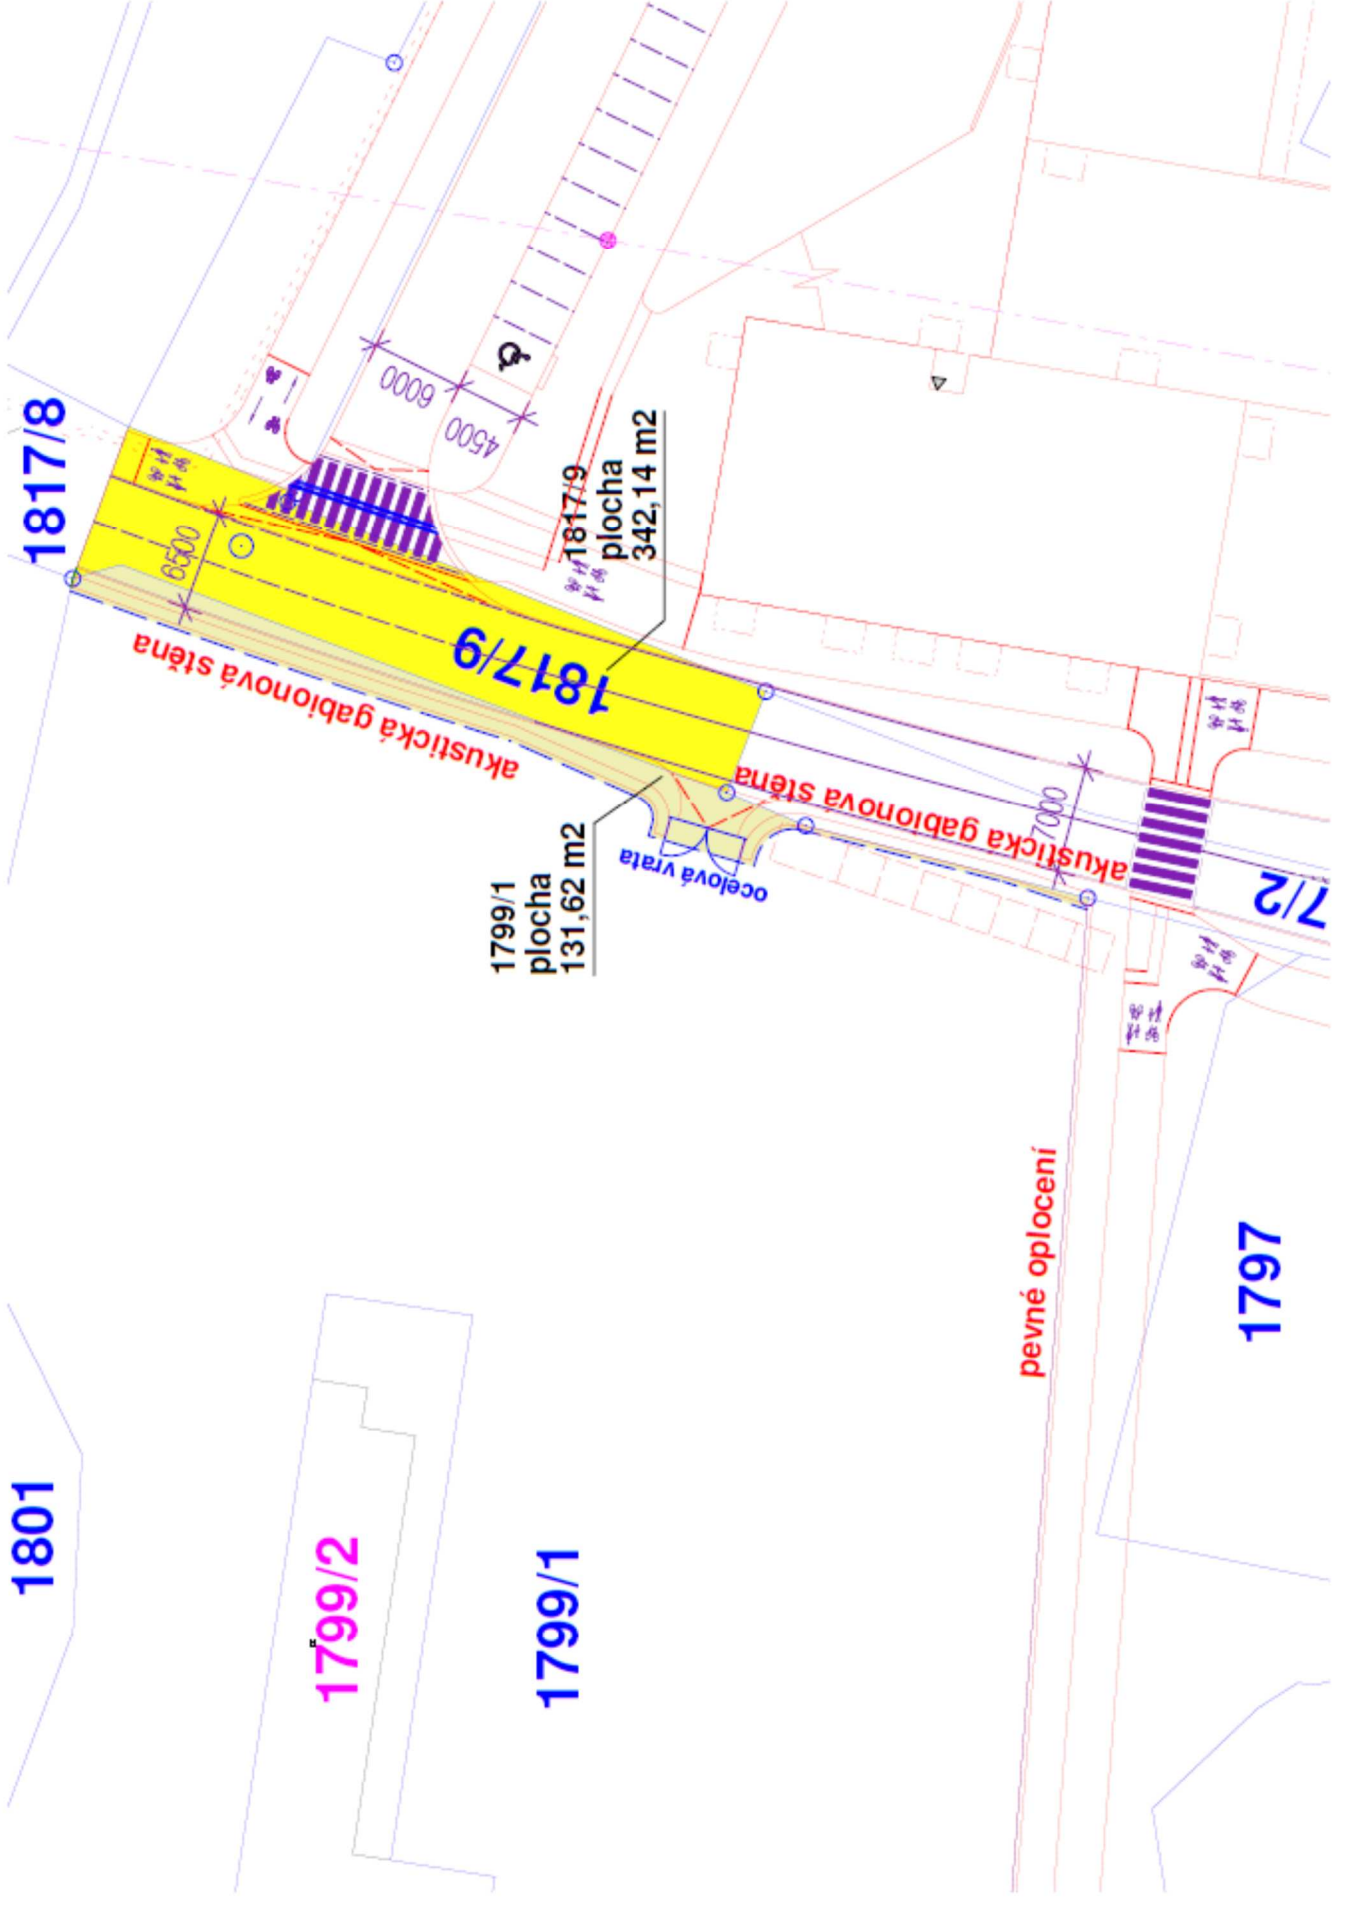 1817/8
6000
4500
6500
1817/9
plocha
342,14 m2
1817/9
akustická gabionová stěna
akustická gabionová stěna
7000
1799/1
plocha
131,62 m2
ocelová vrata
7/2
pevné oplocení
1797
1801
1799/2
1799/1